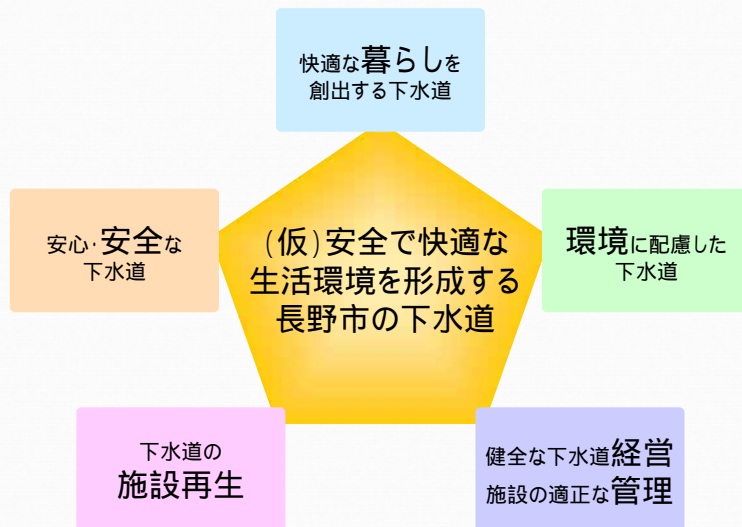 快適な暮らしを
創出する下水道
安心･安全な
下水道
(仮)安全で快適な
生活環境を形成する
長野市の下水道
環境に配慮した
下水道
下水道の
施設再生
健全な下水道経営
施設の適正な管理